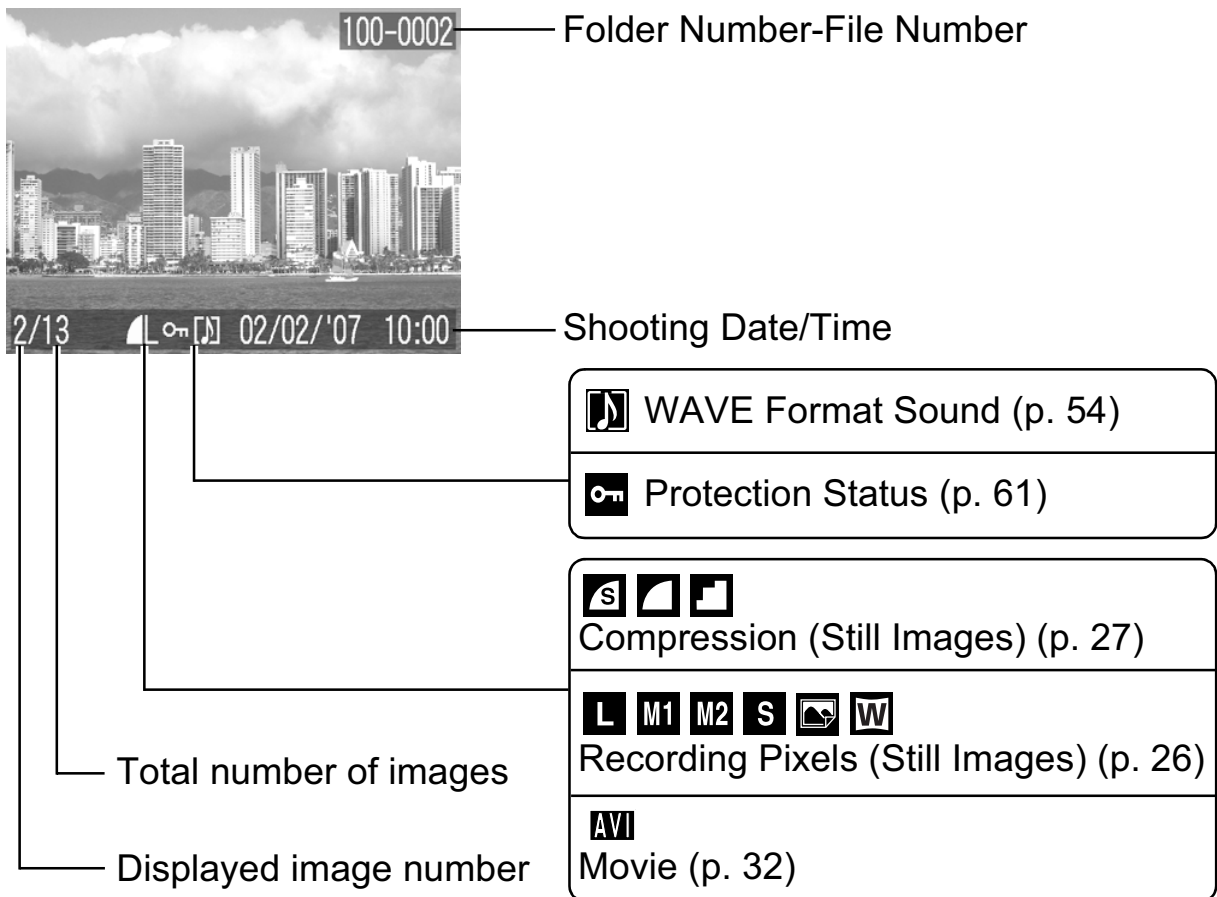 100-0002
Folder Number-File Number
2/13 L 02/02/'07 10:00
Shooting Date/Time
WAVE Format Sound (p. 54)
Protection Status (p. 61)
S
Compression (Still Images) (p. 27)
L M1 M2 S W
Recording Pixels (Still Images) (p. 26)
Total number of images
AVI
Movie (p. 32)
Displayed image number